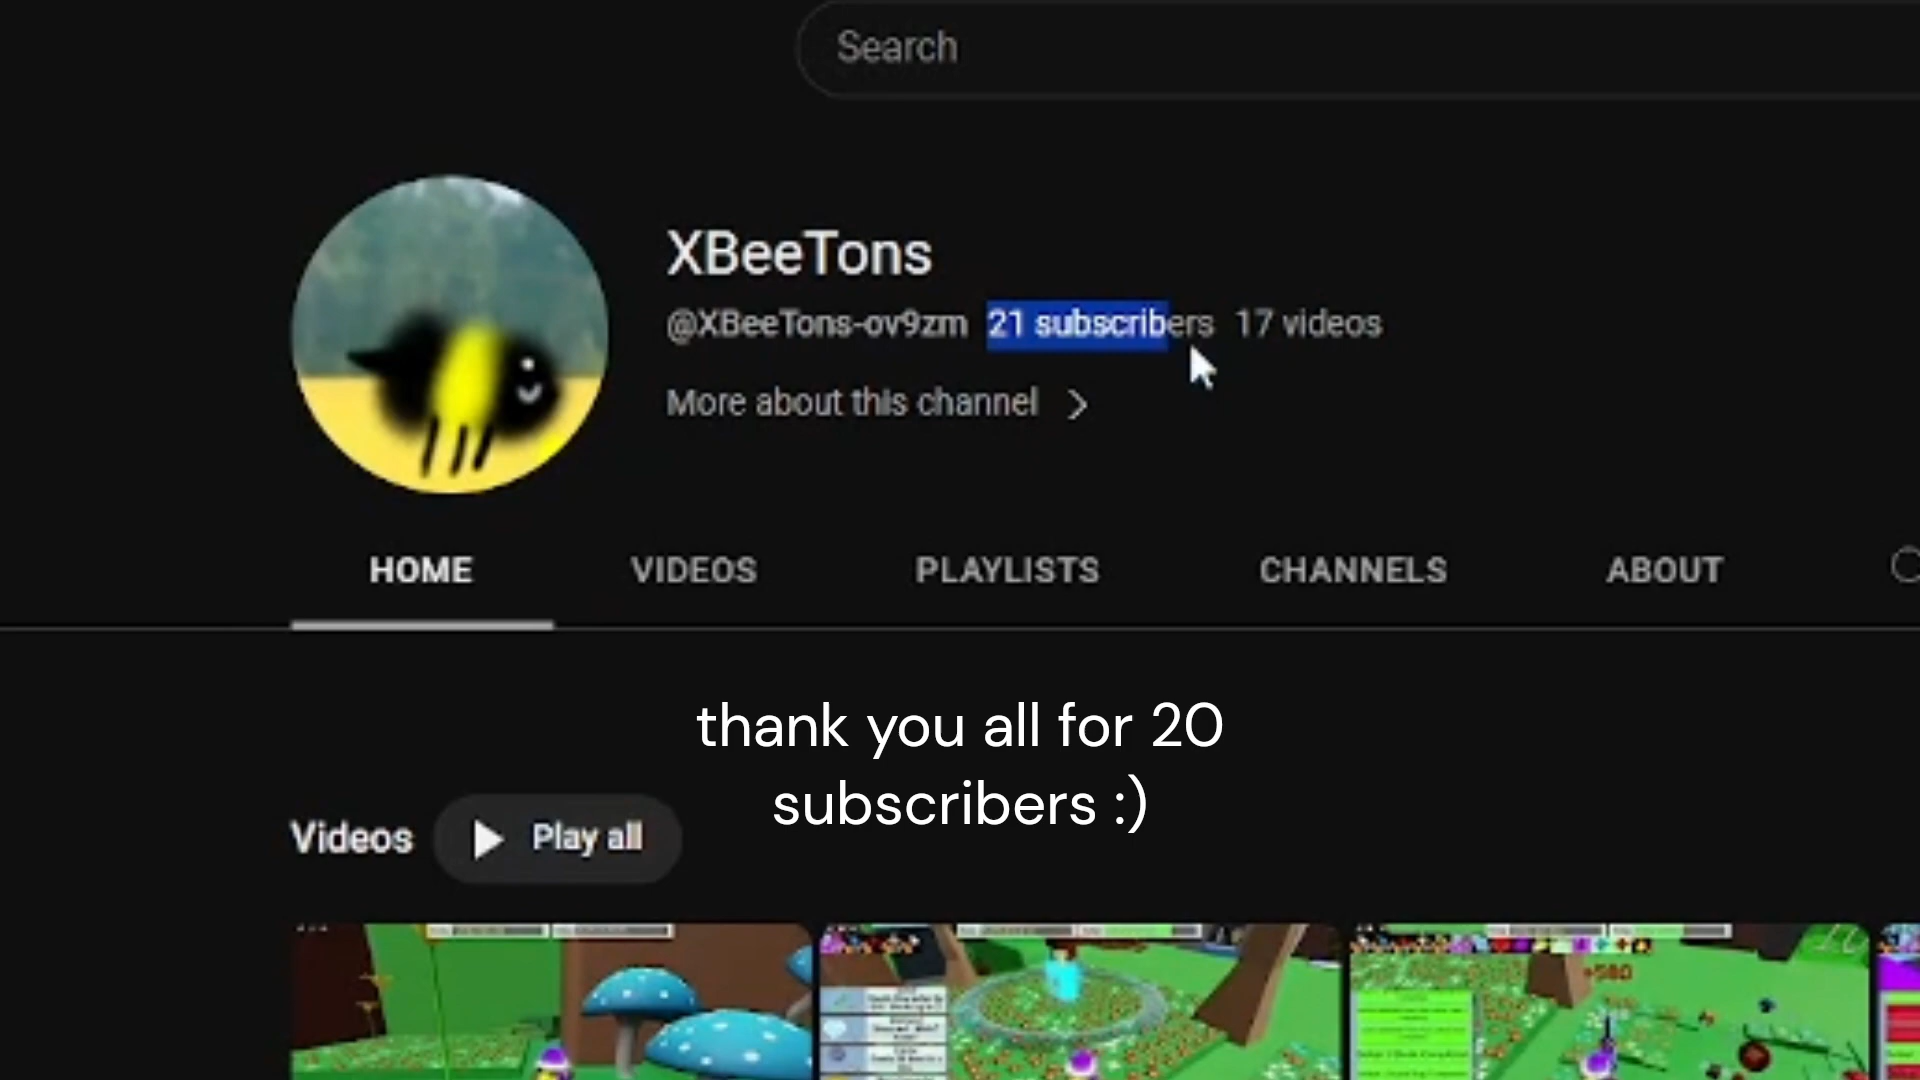 Search
XBeeTons
@XBeeTons-ov9zm 21 subscribers 17 videos
More about this channel
HOME VIDEOS PLAYLISTS CHANNELS ABOUT
thank you all for 20
subscribers :)
Videos Play all
+580